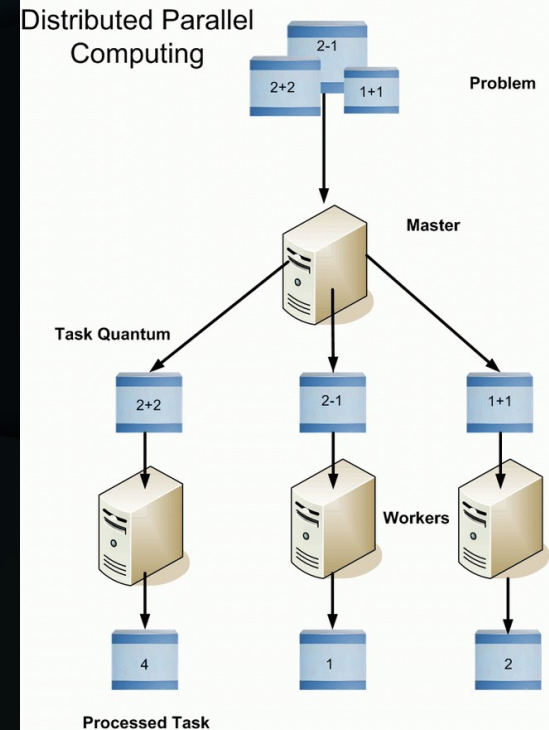 Distributed Parallel
Computing
2-1
2+2
1+1
Problem
Master
Task Quantum
2+2
2-1
1+1
Workers
4
1
2
Processed Task